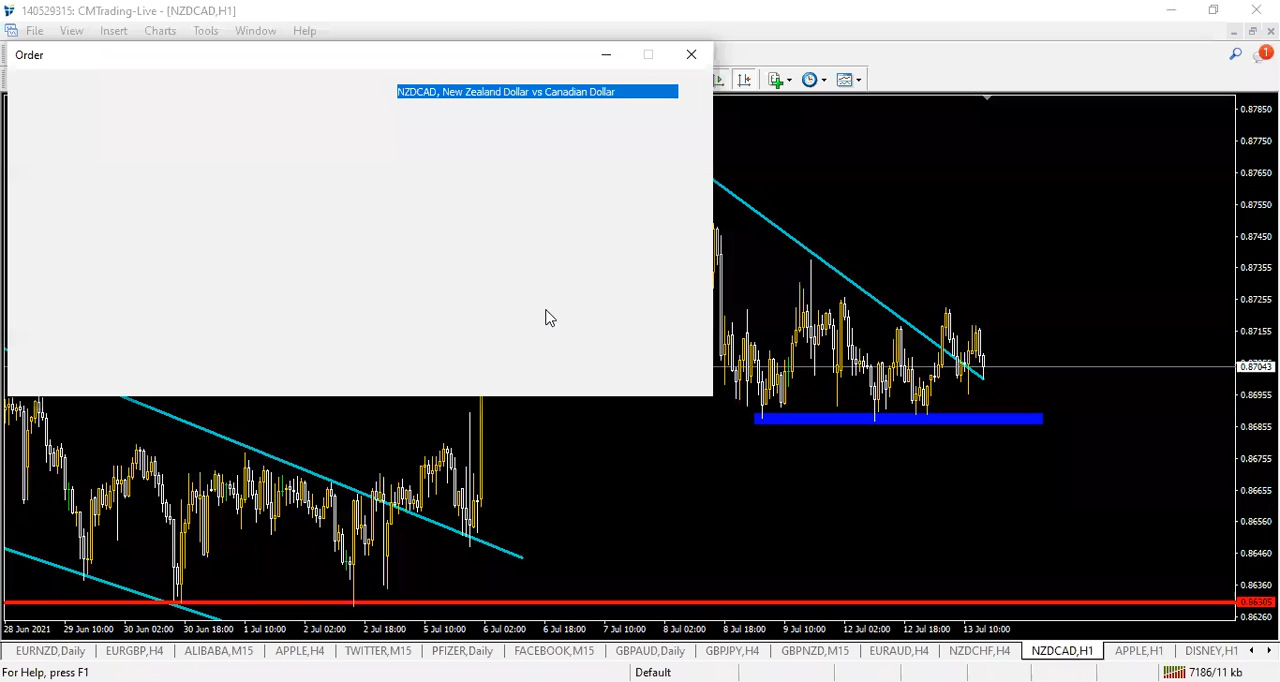 140529315: CMTrading-Live - [NZDCAD,H1]
File View Insert Charts Tools Window Help
1
Order
NZDCAD, New Zealand Dollar vs Canadian Dollar
0.87850
0.87750
0.87650
0.87550
0.87450
0.87355
0.87255
0.87155
0.87043
0.86955
0.86855
0.86755
0.86655
0.86560
0.86460
0.86360
0.86305
0.86260
28 Jun 2021 29 Jun 10:00 30 Jun 02:00 30 Jun 18:00 1 Jul 10:00 2 Jul 02:00 2 Jul 18:00 5 Jul 10:00 6 Jul 02:00 6 Jul 18:00 7 Jul 10:00 8 Jul 02:00 8 Jul 18:00 9 Jul 10:00 12 Jul 02:00 12 Jul 18:00 13 Jul 10:00
EURNZD,Daily EURGBP,H4 ALIBABA,M15 APPLE,H4 TWITTER,M15 PFIZER,Daily FACEBOOK,M15 GBPAUD,Daily GBPJPY,H4 GBPNZD,M15 EURAUD,H4 NZDCHF,H4 NZDCAD,H1 APPLE,H1 DISNEY,H1
For Help, press F1 Default 7186/11 kb